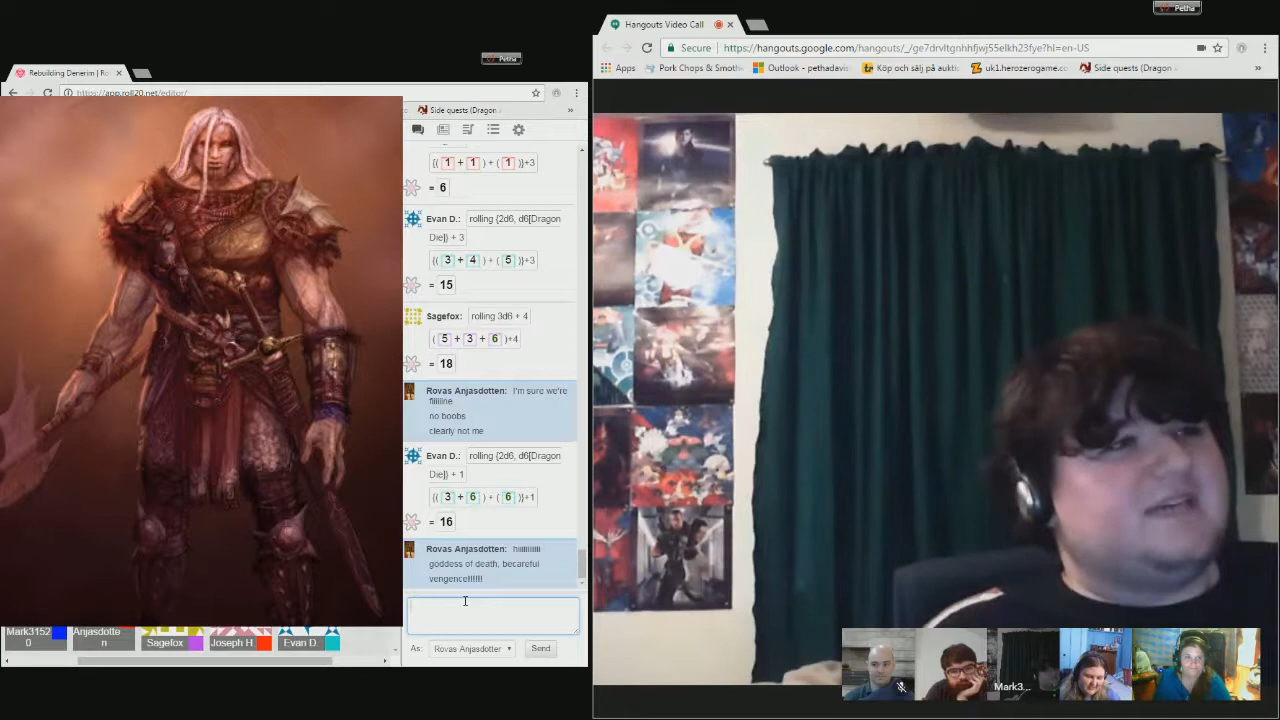 Petha
Hangouts Video Call
Secure
https://hangouts.google.com/hangouts/_/ge7drvltgnhhfjwj55elkh23fye?hl=en-US
Apps
Pork Chops & Smoth
Outlook - pethadavis
Köp och sälj på aukti
uk1.herozerogame.co
Side quests (Dragon
»
Petha
Rebuilding Denerim | Ro
https://app.roll20.net/editor/
Side quests (Dragon
»
{( 1 + 1 ) + ( 1 )}+3
= 6
Evan D.: rolling {2d6, d6[Dragon
Die]} + 3
{( 3 + 4 ) + ( 5 )}+3
= 15
Sagefox: rolling 3d6 + 4
( 5 + 3 + 6 )+4
= 18
Rovas Anjasdotten: I'm sure we're
fiiiiine
no boobs
clearly not me
Evan D.: rolling {2d6, d6[Dragon
Die]} + 1
{( 3 + 6 ) + ( 6 )}+1
= 16
Rovas Anjasdotten: hiiiiiiiiiii
goddess of death, becareful
vengence!!!!!!!
As: Rovas Anjasdotter
Send
Mark3152
0
Anjasdotte
n
Sagefox
Joseph H
Evan D.
Mark3...